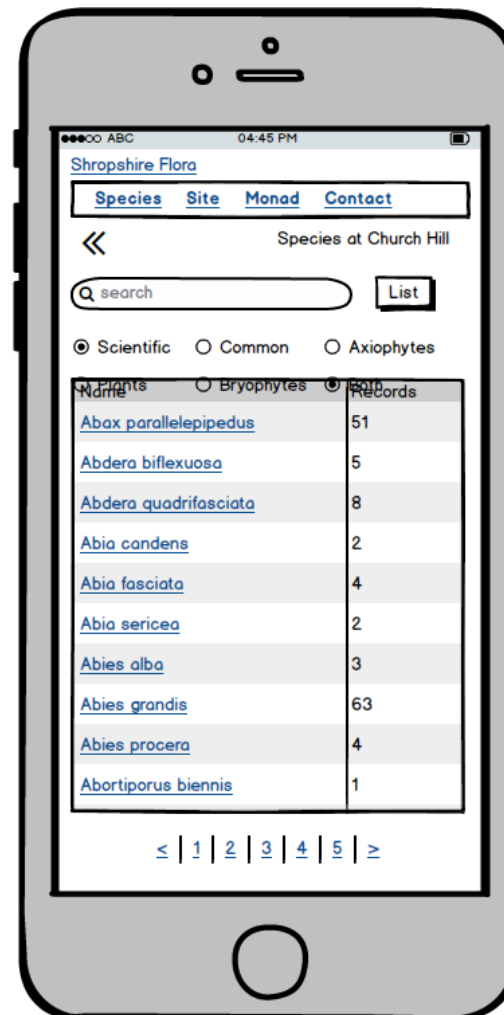 ABC 04:45 PM
Shropshire Flora
Species Site Monad Contact
Species at Church Hill
search List
Scientific Common Axiophytes
Plants Bryophytes Both
Name Records
Abax parallelepipedus 51
Abdera biflexuosa 5
Abdera quadrifasciata 8
Abia candens 2
Abia fasciata 4
Abia sericea 2
Abies alba 3
Abies grandis 63
Abies procera 4
Abortiporus biennis 1
< | 1 | 2 | 3 | 4 | 5 | >